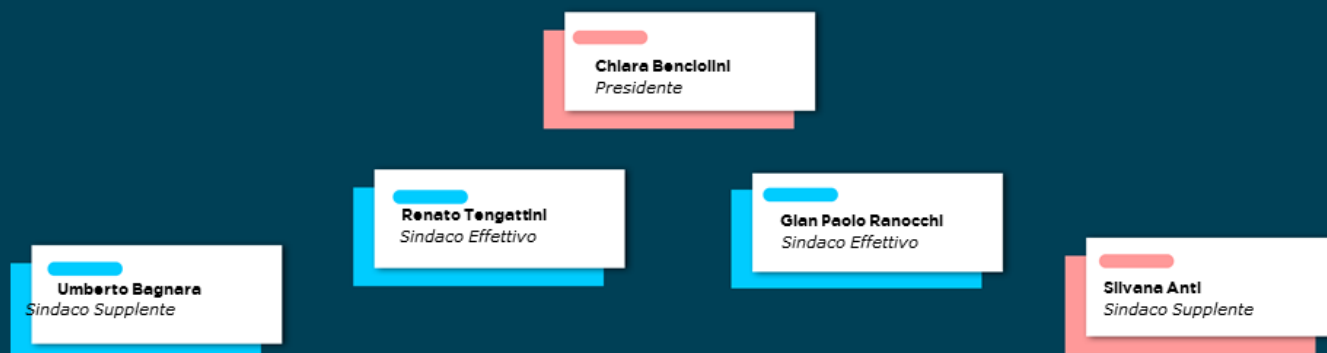 Chiara Benciolini
Presidente
Renato Tengattini
Sindaco Effettivo
Gian Paolo Ranocchi
Sindaco Effettivo
Umberto Bagnara
Sindaco Supplente
Silvana Anti
Sindaco Supplente